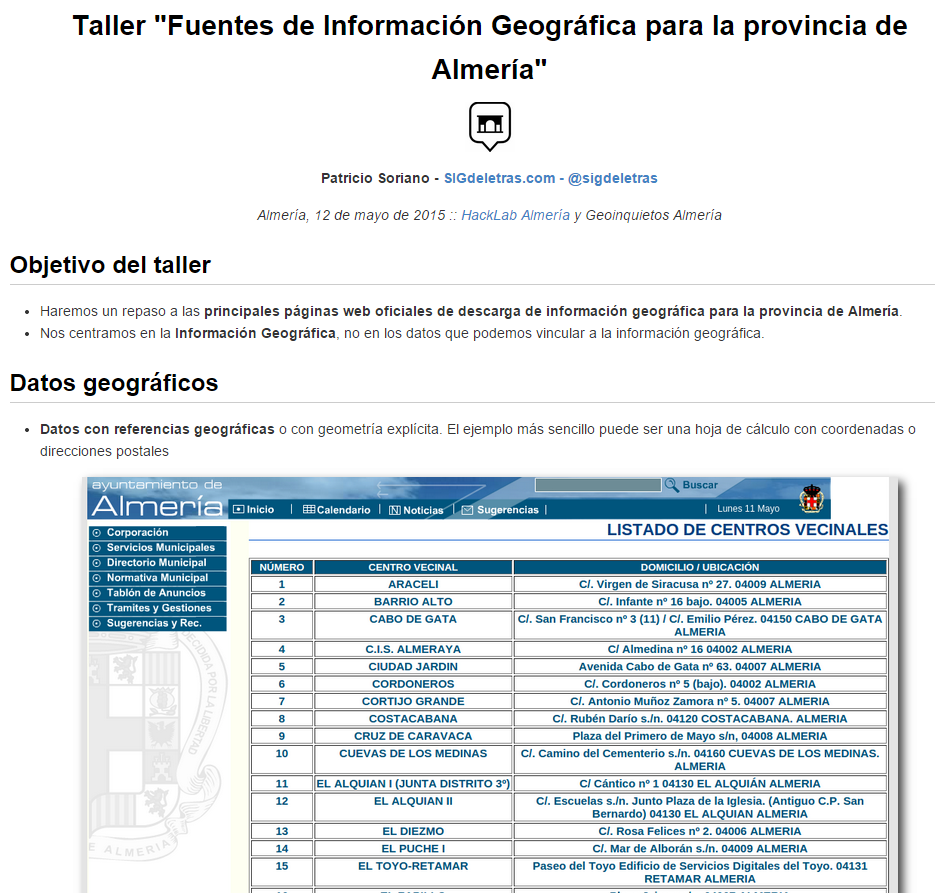 Taller "Fuentes de Información Geográfica para la provincia de
Almería"
Patricio Soriano - SIGdeletras.com - @sigdeletras
Almería, 12 de mayo de 2015 :: HackLab Almería y Geoinquietos Almería
Objetivo del taller
• Haremos un repaso a las principales páginas web oficiales de descarga de información geográfica para la provincia de Almería.
• Nos centramos en la Información Geográfica, no en los datos que podemos vincular a la información geográfica.
Datos geográficos
• Datos con referencias geográficas o con geometría explícita. El ejemplo más sencillo puede ser una hoja de cálculo con coordenadas o
direcciones postales
ayuntamiento de
Almería
Buscar
Inicio | Calendario | Noticias | Sugerencias | | Lunes 11 Mayo
Corporación
Servicios Municipales
Directorio Municipal
Normativa Municipal
Tablón de Anuncios
Tramites y Gestiones
Sugerencias y Rec.
LISTADO DE CENTROS VECINALES
NÚMERO CENTRO VECINAL DOMICILIO / UBICACIÓN
1 ARACELI C/. Virgen de Siracusa nº 27. 04009 ALMERIA
2 BARRIO ALTO C/. Infante nº 16 bajo. 04005 ALMERIA
3 CABO DE GATA C/. San Francisco nº 3 (11) / C/. Emilio Pérez. 04150 CABO DE GATA
ALMERIA
4 C.I.S. ALMERAYA C/ Almedina nº 16 04002 ALMERIA
5 CIUDAD JARDIN Avenida Cabo de Gata nº 63. 04007 ALMERIA
6 CORDONEROS C/. Cordoneros nº 5 (bajo). 04002 ALMERIA
7 CORTIJO GRANDE C/. Antonio Muñoz Zamora nº 5. 04007 ALMERIA
8 COSTACABANA C/. Rubén Darío s/n. 04120 COSTACABANA. ALMERIA
9 CRUZ DE CARAVACA Plaza del Primero de Mayo s/n, 04008 ALMERIA
10 CUEVAS DE LOS MEDINAS C/. Camino del Cementerio s/n. 04160 CUEVAS DE LOS MEDINAS.
ALMERIA
11 EL ALQUIAN I (JUNTA DISTRITO 3º) C/ Cántico nº 1 04130 EL ALQUIÁN ALMERIA
12 EL ALQUIAN II C/. Escuelas s/n. Junto Plaza de la Iglesia. (Antiguo C.P. San
Bernardo) 04130 EL ALQUIAN ALMERIA
13 EL DIEZMO C/. Rosa Felices nº 2. 04006 ALMERIA
14 EL PUCHE I C/. Mar de Alborán s/n. 04009 ALMERIA
15 EL TOYO-RETAMAR Paseo del Toyo Edificio de Servicios Digitales del Toyo. 04131
RETAMAR ALMERIA